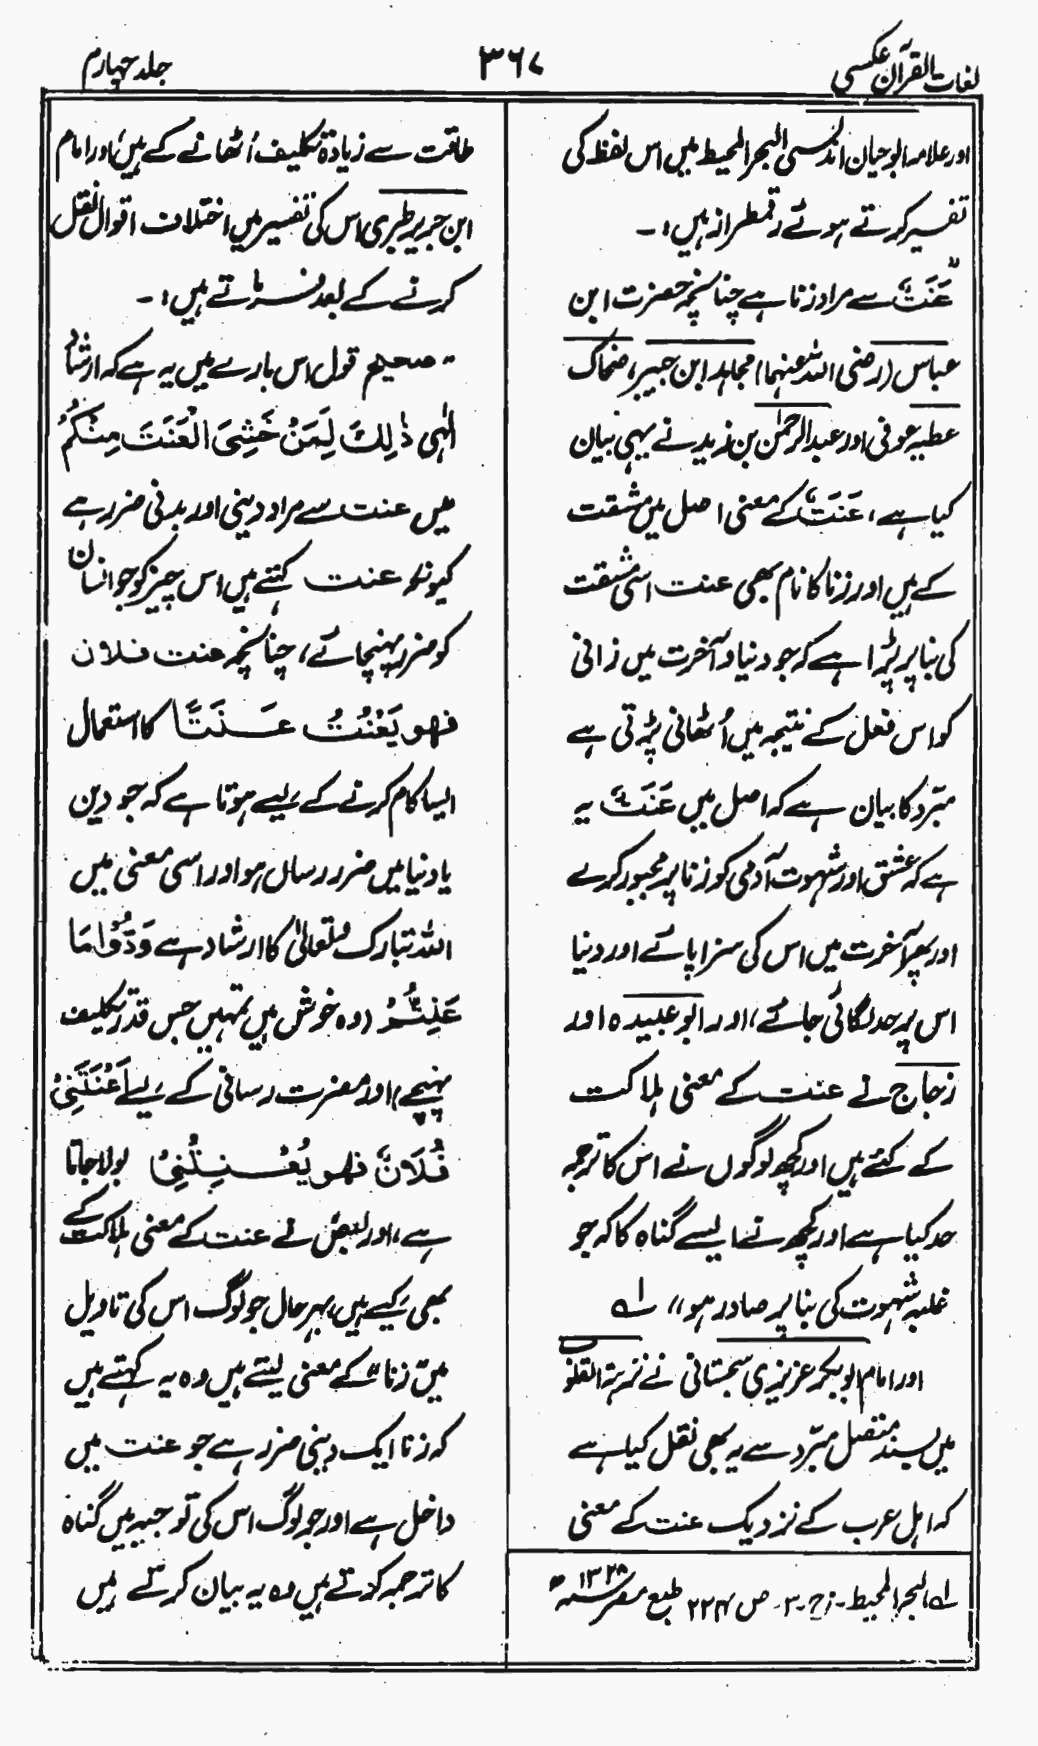 لغات القرآن عکسی
۳۶۷
جلد چہارم
اور علامہ ابوحیان اندلسی البحر المحیط میں اس لفظ کی
تفسیر کرتے ہوئے رقمطراز ہیں:۔
”عَنَتٌ سے مراد زنا ہے چنانچہ حضرت ابن
عباس (رضی اللہ عنہما) مجاہد ابن جبیر، ضحاک
عطیہ عوفی اور عبدالرحمٰن بن زید نے یہی بیان
کیا ہے، عَنَتٌ کے معنی اصل میں مشقت
کے ہیں اور زنا کا نام بھی عنت اسی مشقت
کی بنا پر پڑا ہے کہ جو دنیا و آخرت میں زانی
کو اس فعل کے نتیجہ میں اُٹھانی پڑتی ہے
مبّرد کا بیان ہے کہ اصل میں عَنَتٌ یہ
ہے کہ عشق اور شہوت آدمی کو زنا پر مجبور کرے
اور پھر آخرت میں اس کی سزا پائے اور دنیا
اس پر حد لگائی جائے، اور ابو عبیدہ اور
زجاج نے عنت کے معنی ہلاکت
کے کئے ہیں اور کچھ لوگوں نے اس کا ترجمہ
حد کیا ہے اور کچھ نے ایسے گناہ کا کہ جو
غلبہ شہوت کی بنا پر صادر ہو“ لے
اور امام ابوبکر عزیزی سجستانی نے نزہۃ القلوب
میں بسند متصل مبّرد سے یہ بھی نقل کیا ہے
کہ اہل عرب کے نزدیک عنت کے معنی
لے البحر المحیط۔ ج ۳۔ ص ۲۲۴ طبع مصر ۱۳۲۸ سنہ ھ
طاقت سے زیادہ تکلیف اُٹھانے کے ہیں، اور امام
ابن جریر طبری اس کی تفسیر میں اختلاف اقوال نقل
کرنے کے بعد فرماتے ہیں:۔
”صحیح قول اس بارے میں یہ ہے کہ ارشاد
الٰہی ذٰلِكَ لِمَنْ خَشِيَ الْعَنَتَ مِنْكُمْ
میں عنت سے مراد دینی اور بدنی ضرر ہے
کیونکہ عنت کہتے ہیں اس چیز کو جو انسان
کو ضرر پہنچائے، چنانچہ عنت فلان
فهو يَعْنَتُ عَنَتًا کا استعمال
ایسا کام کرنے کے لیے ہوتا ہے کہ جو دین
یا دنیا میں ضرر رساں ہو اور اسی معنی میں
اللہ تبارک وتعالیٰ کا ارشاد ہے وَدُّوْا مَا
عَنِتُّمْ (وہ خوش ہیں تمہیں جس قدر تکلیف
پہنچے) اور مضرت رسانی کے لیے اَعْنَتَنِيْ
فُلَانٌ فهو يُعْنِتُنِيْ بولا جاتا
ہے، اور بعض نے عنت کے معنی ہلاکت کے
بھی کیے ہیں، بہر حال جو لوگ اس کی تاویل
میں زنا کے معنی لیتے ہیں وہ یہ کہتے ہیں
کہ زنا ایک دینی ضرر ہے جو عنت میں
داخل ہے اور جو لوگ اس کی توجیہ میں گناہ
کا ترجمہ کرتے ہیں وہ یہ بیان کرتے ہیں